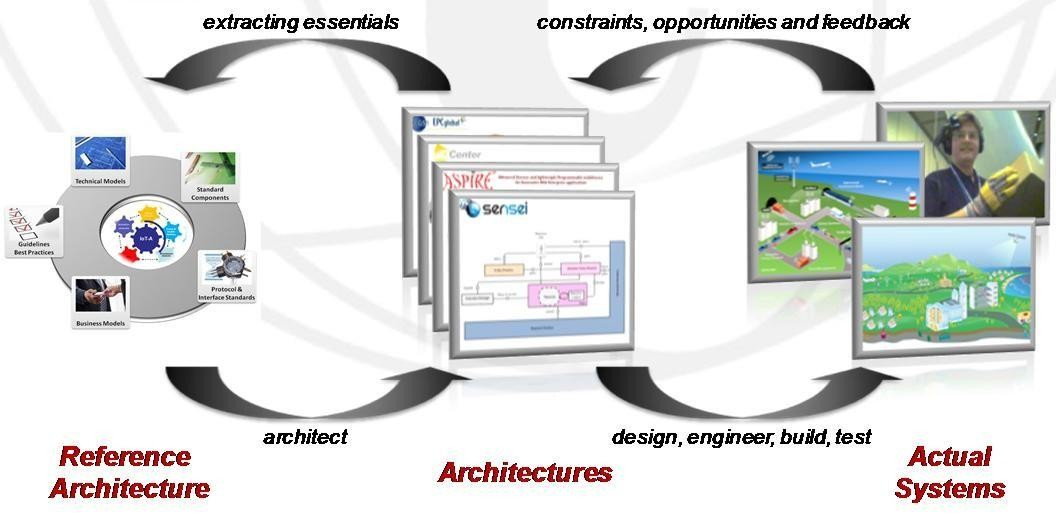 extracting essentials
constraints, opportunities and feedback
Technical Models
Standard
Components
Guidelines
Best Practices
IoT-A
Protocol &
Interface Standards
Business Models
EPCglobal
Center
ASPIRE
sensei
architect
design, engineer, build, test
Reference
Architecture
Architectures
Actual
Systems